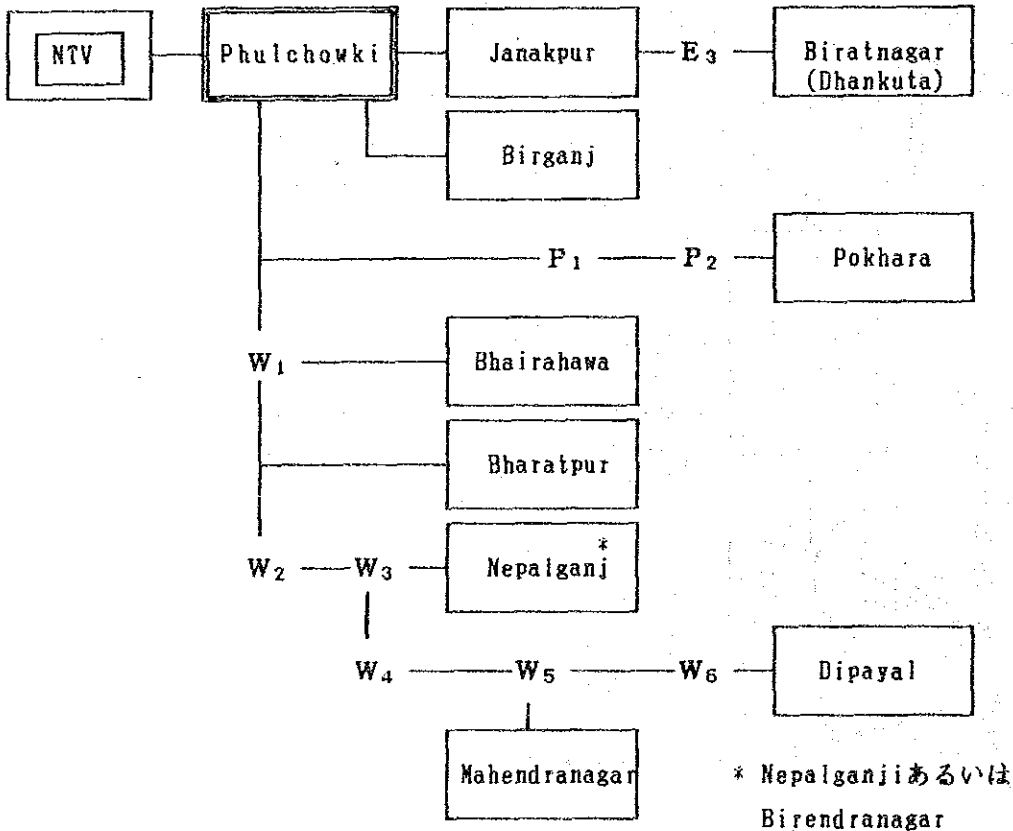 NTV
Phulchowki
Janakpur
E₃
Biratnagar
(Dhankuta)
Birganj
P₁
P₂
Pokhara
W₁
Bhairahawa
Bharatpur
W₂
W₃
Nepalganj*
W₄
W₅
W₆
Dipayal
Mahendranagar
* Nepalganjiあるいは
Birendranagar